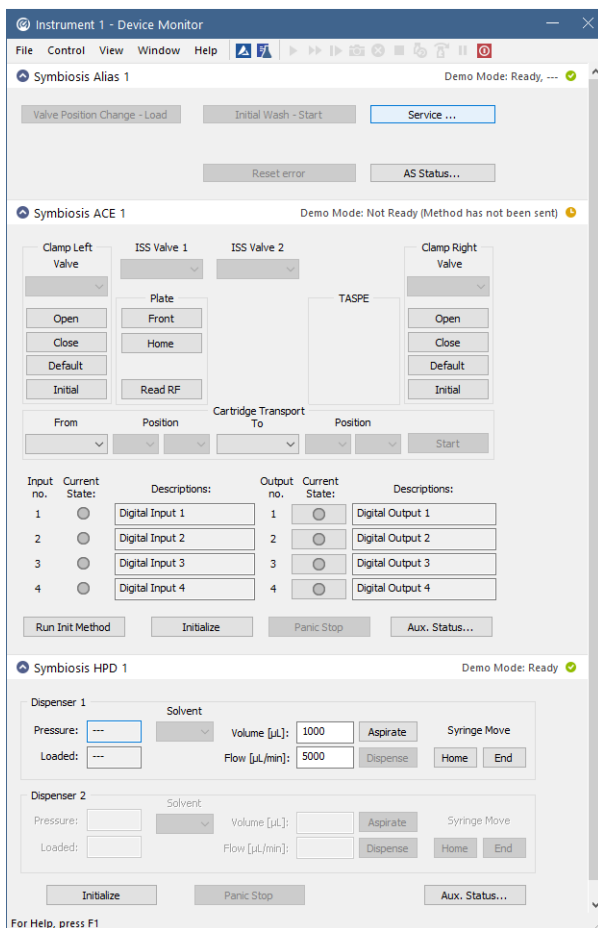 Instrument 1 - Device Monitor
File Control View Window Help
Symbiosis Alias 1 Demo Mode: Ready, ---
Valve Position Change - Load Initial Wash - Start Service ...
Reset error AS Status...
Symbiosis ACE 1 Demo Mode: Not Ready (Method has not been sent)
Clamp Left ISS Valve 1 ISS Valve 2 Clamp Right
Valve Valve
Plate TASPE
Open Front Open
Close Home Close
Default Default
Initial Read RF Initial
Cartridge Transport
From Position To Position
Start
Input Current Output Current
no. State: Descriptions: no. State: Descriptions:
1 Digital Input 1 1 Digital Output 1
2 Digital Input 2 2 Digital Output 2
3 Digital Input 3 3 Digital Output 3
4 Digital Input 4 4 Digital Output 4
Run Init Method Initialize Panic Stop Aux. Status...
Symbiosis HPD 1 Demo Mode: Ready
Dispenser 1
Solvent
Pressure: --- Volume [µL]: 1000 Aspirate Syringe Move
Loaded: --- Flow [µL/min]: 5000 Dispense Home End
Dispenser 2
Solvent
Pressure: Volume [µL]: Aspirate Syringe Move
Loaded: Flow [µL/min]: Dispense Home End
Initialize Panic Stop Aux. Status...
For Help, press F1